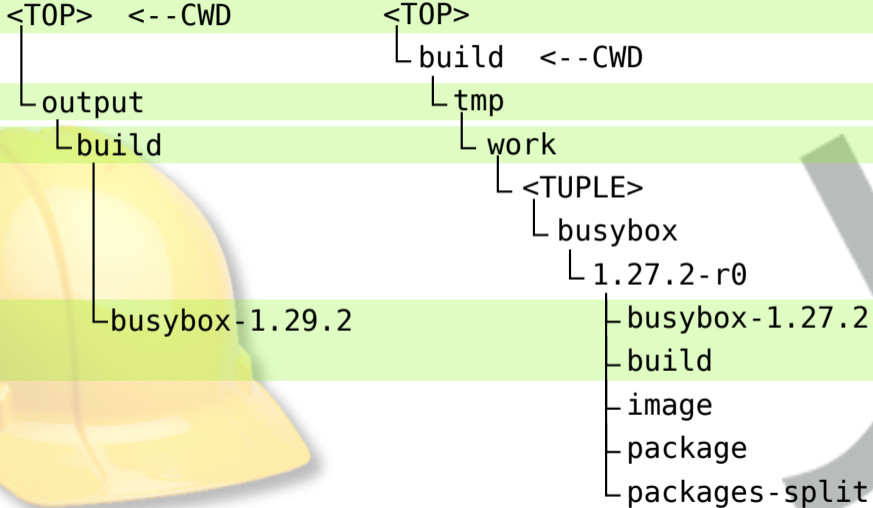 <TOP> <--CWD
output
build
busybox-1.29.2
<TOP>
build <--CWD
tmp
work
<TUPLE>
busybox
1.27.2-r0
busybox-1.27.2
build
image
package
packages-split